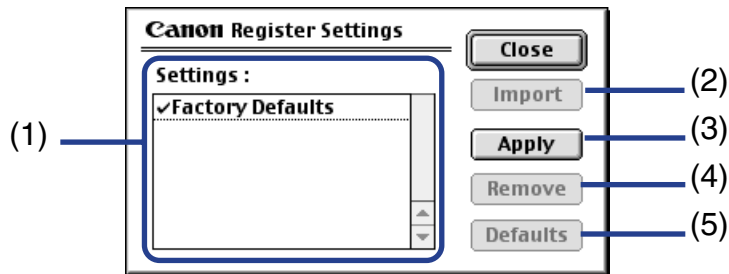 Canon Register Settings
Close
Settings :
Import
(2)
✓Factory Defaults
(1)
Apply
(3)
Remove
(4)
Defaults
(5)